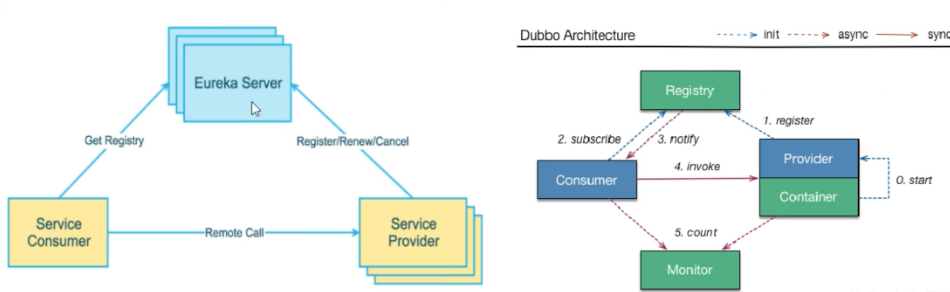 Eureka Server
Get Registry
Register/Renew/Cancel
Service
Consumer
Remote Call
Service
Provider
Dubbo Architecture
init
async
sync
Registry
1. register
2. subscribe
3. notify
Provider
4. invoke
Consumer
0. start
Container
5. count
Monitor